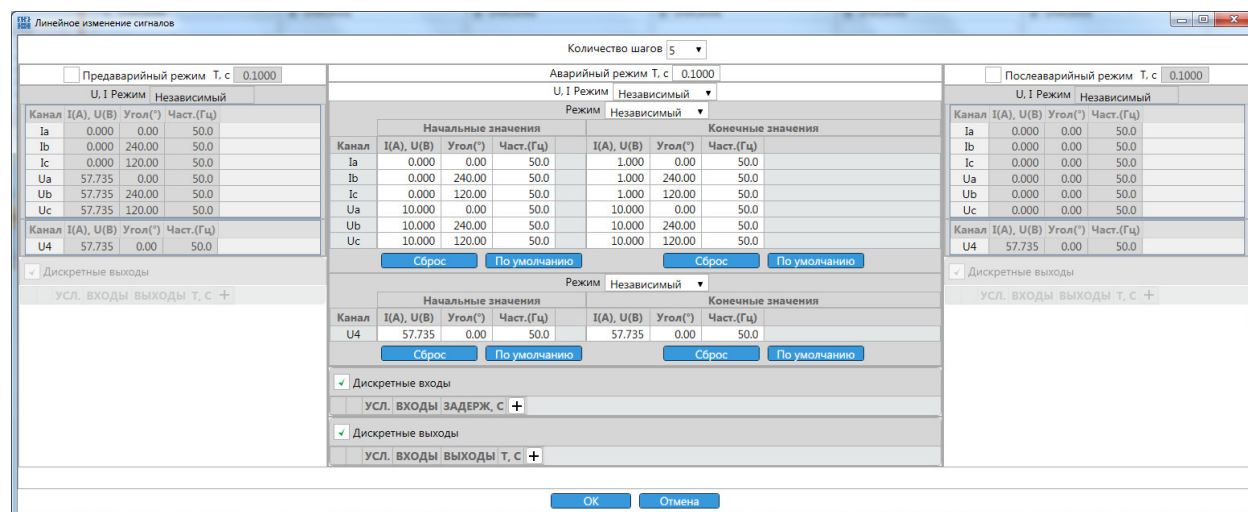 Линейное изменение сигналов
Количество шагов 5
Предаварийный режим T, с 0.1000
U, I Режим Независимый
Канал I(А), U(В) Угол(°) Част.(Гц)
Ia 0.000 0.00 50.0
Ib 0.000 240.00 50.0
Ic 0.000 120.00 50.0
Ua 57.735 0.00 50.0
Ub 57.735 240.00 50.0
Uc 57.735 120.00 50.0
Канал I(А), U(В) Угол(°) Част.(Гц)
U4 57.735 0.00 50.0
Дискретные выходы
УСЛ. ВХОДЫ ВЫХОДЫ Т, С +
Аварийный режим T, с 0.1000
U, I Режим Независимый
Режим Независимый
Начальные значения Конечные значения
Канал I(А), U(В) Угол(°) Част.(Гц) I(А), U(В) Угол(°) Част.(Гц)
Ia 0.000 0.00 50.0 1.000 0.00 50.0
Ib 0.000 240.00 50.0 1.000 240.00 50.0
Ic 0.000 120.00 50.0 1.000 120.00 50.0
Ua 10.000 0.00 50.0 10.000 0.00 50.0
Ub 10.000 240.00 50.0 10.000 240.00 50.0
Uc 10.000 120.00 50.0 10.000 120.00 50.0
Сброс По умолчанию Сброс По умолчанию
Режим Независимый
Начальные значения Конечные значения
Канал I(А), U(В) Угол(°) Част.(Гц) I(А), U(В) Угол(°) Част.(Гц)
U4 57.735 0.00 50.0 57.735 0.00 50.0
Сброс По умолчанию Сброс По умолчанию
Дискретные входы
УСЛ. ВХОДЫ ЗАДЕРЖ, С +
Дискретные выходы
УСЛ. ВХОДЫ ВЫХОДЫ Т, С +
Послеаварийный режим T, с 0.1000
U, I Режим Независимый
Канал I(А), U(В) Угол(°) Част.(Гц)
Ia 0.000 0.00 50.0
Ib 0.000 0.00 50.0
Ic 0.000 0.00 50.0
Ua 0.000 0.00 50.0
Ub 0.000 0.00 50.0
Uc 0.000 0.00 50.0
Канал I(А), U(В) Угол(°) Част.(Гц)
U4 57.735 0.00 50.0
Дискретные выходы
УСЛ. ВХОДЫ ВЫХОДЫ Т, С +
ОК Отмена